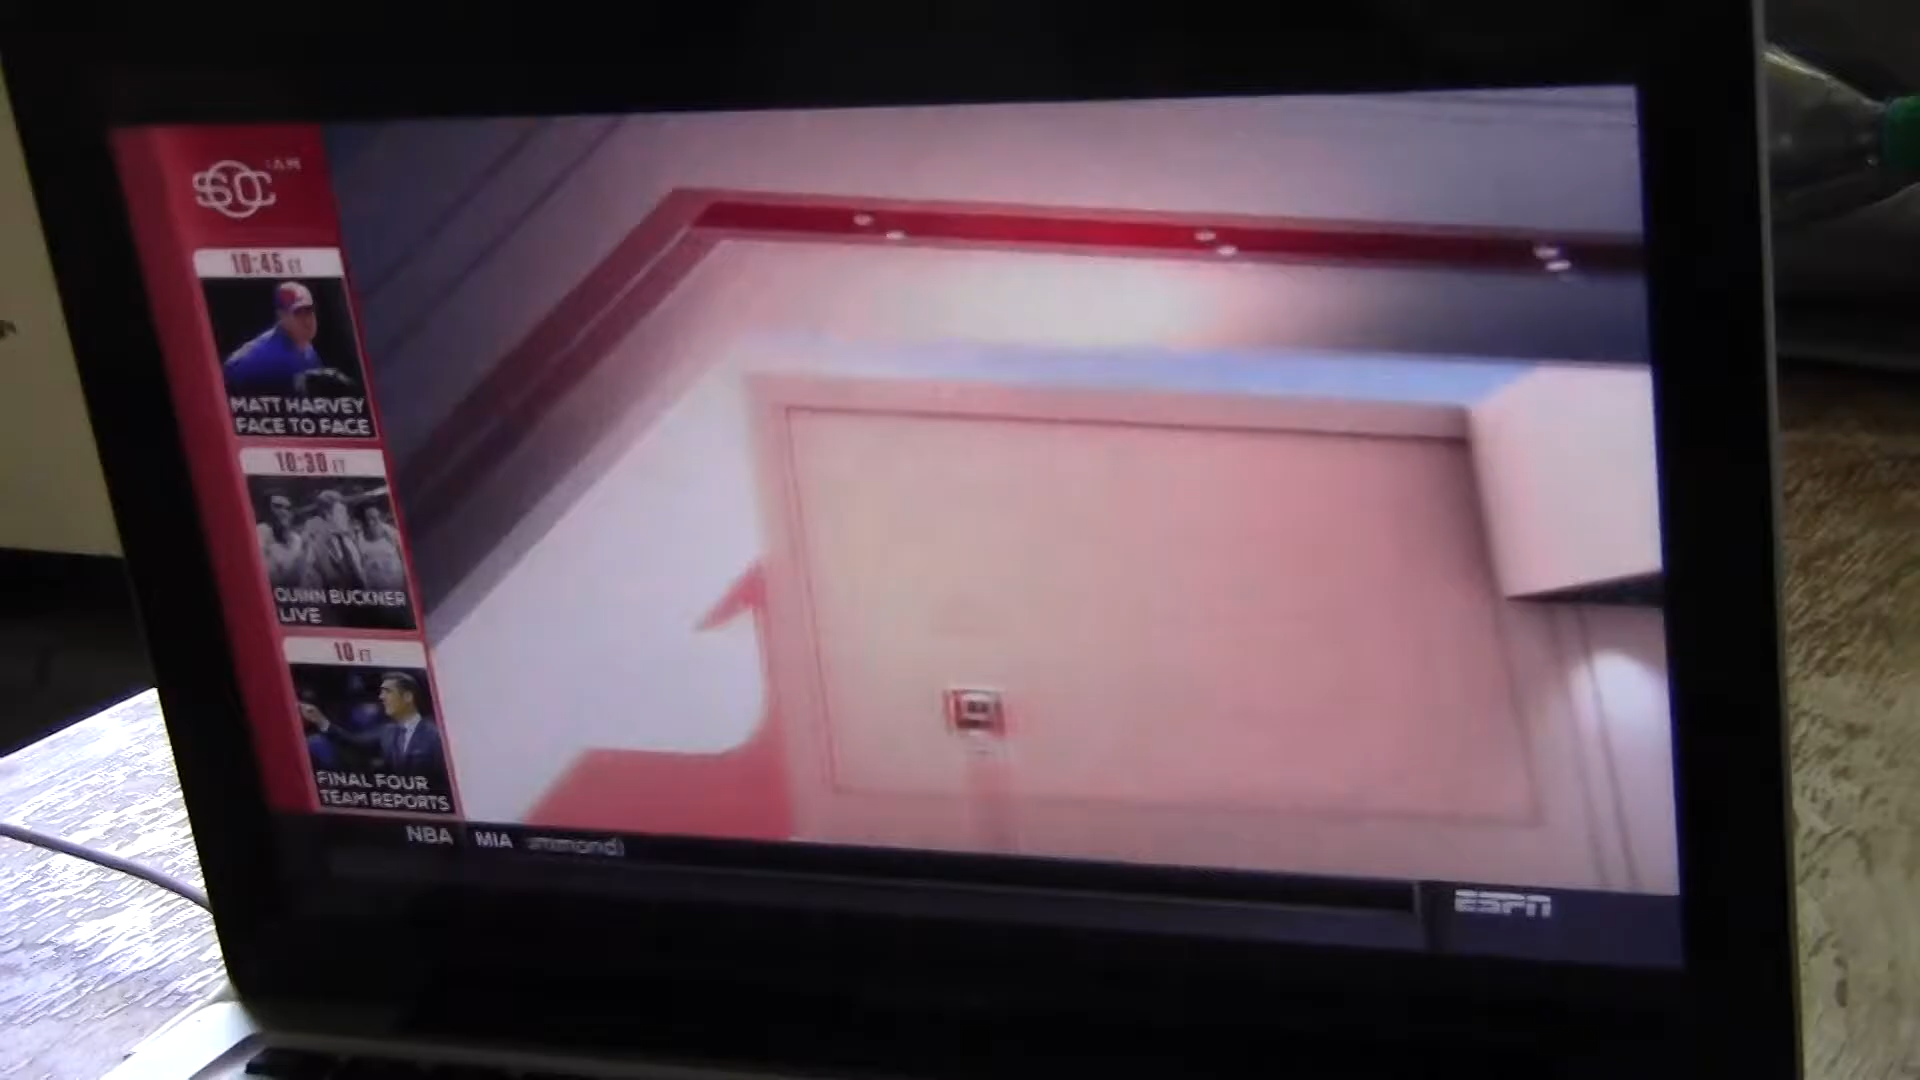 SC
10:45 ET
MATT HARVEY
FACE TO FACE
10:30 ET
QUINN BUCKNER
LIVE
10 ET
FINAL FOUR
TEAM REPORTS
NBA MIA
ESPN